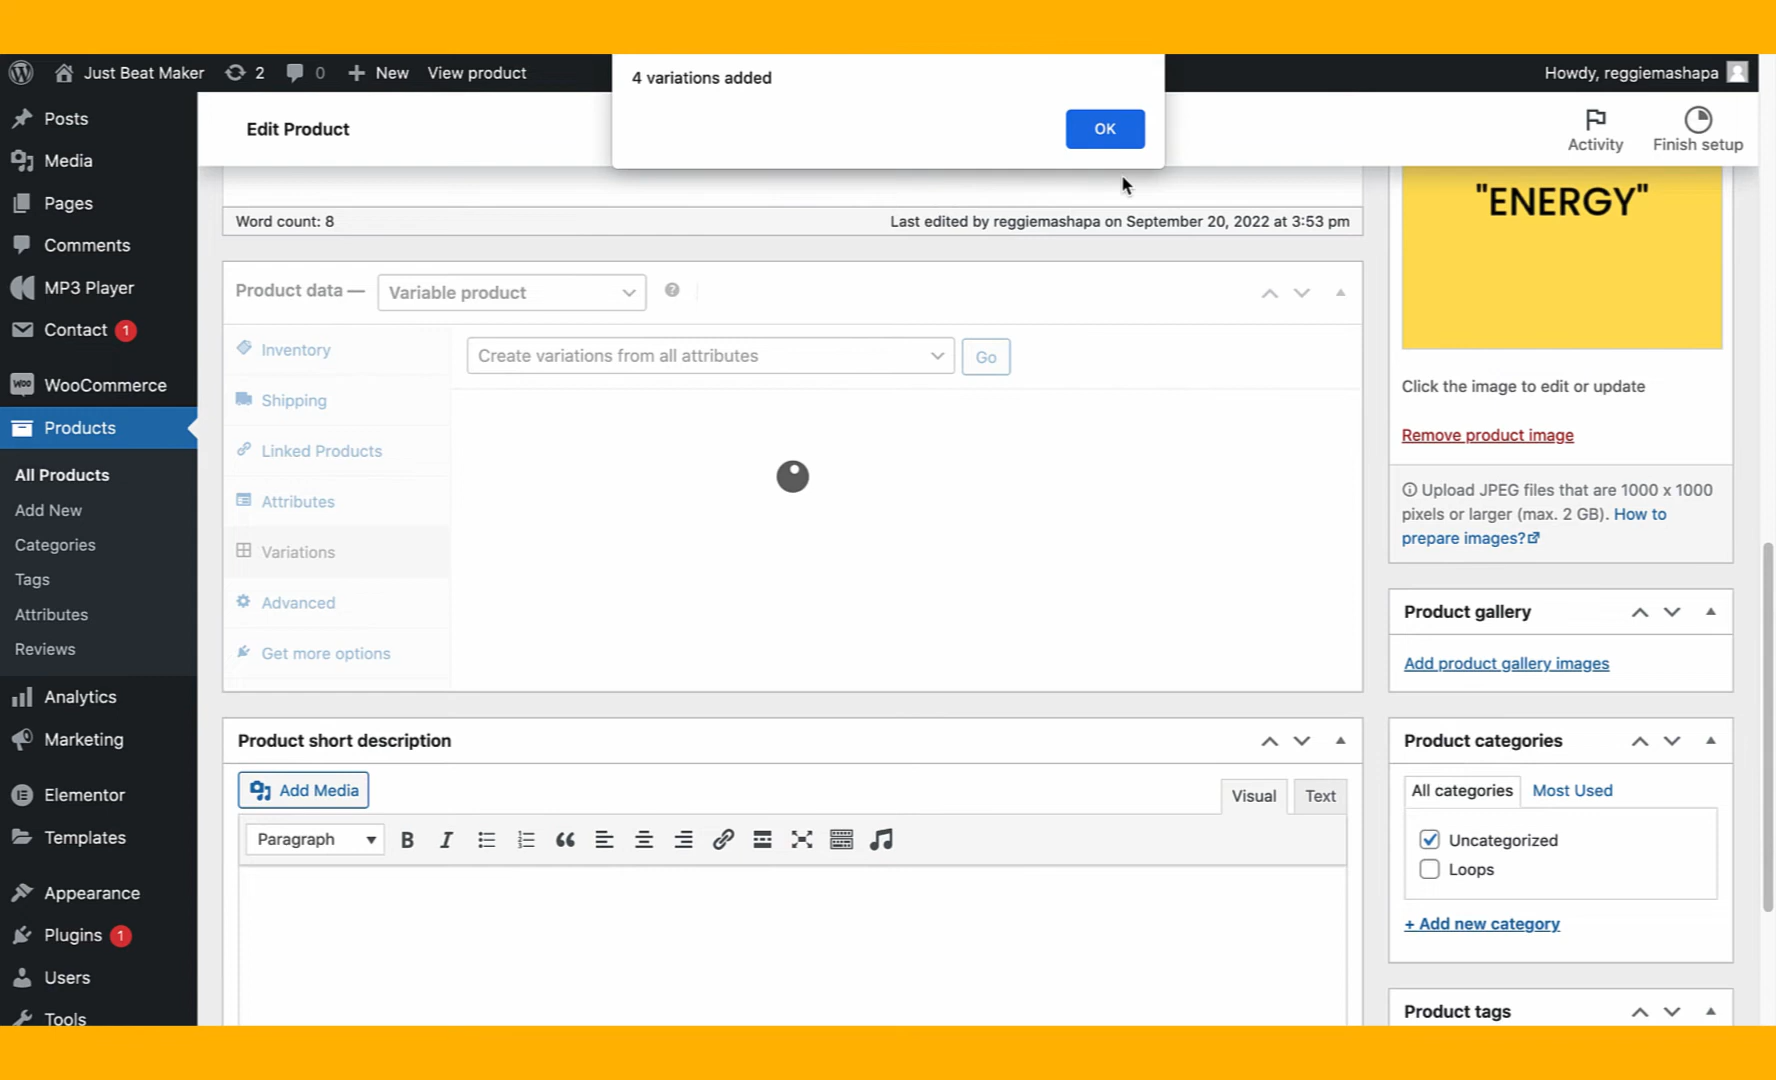 Just Beat Maker
2
0
New
View product
4 variations added
OK
Howdy, reggiemashapa
Edit Product
Activity
Finish setup
Posts
Media
Pages
Comments
MP3 Player
Contact 1
WooCommerce
Products
All Products
Add New
Categories
Tags
Attributes
Reviews
Analytics
Marketing
Elementor
Templates
Appearance
Plugins 1
Users
Tools
Word count: 8
Last edited by reggiemashapa on September 20, 2022 at 3:53 pm
Product data —
Variable product
?
Inventory
Shipping
Linked Products
Attributes
Variations
Advanced
Get more options
Create variations from all attributes
Go
Product short description
Add Media
Visual
Text
Paragraph
B
I
"ENERGY"
Click the image to edit or update
Remove product image
Upload JPEG files that are 1000 x 1000
pixels or larger (max. 2 GB). How to
prepare images?
Product gallery
Add product gallery images
Product categories
All categories
Most Used
Uncategorized
Loops
+ Add new category
Product tags